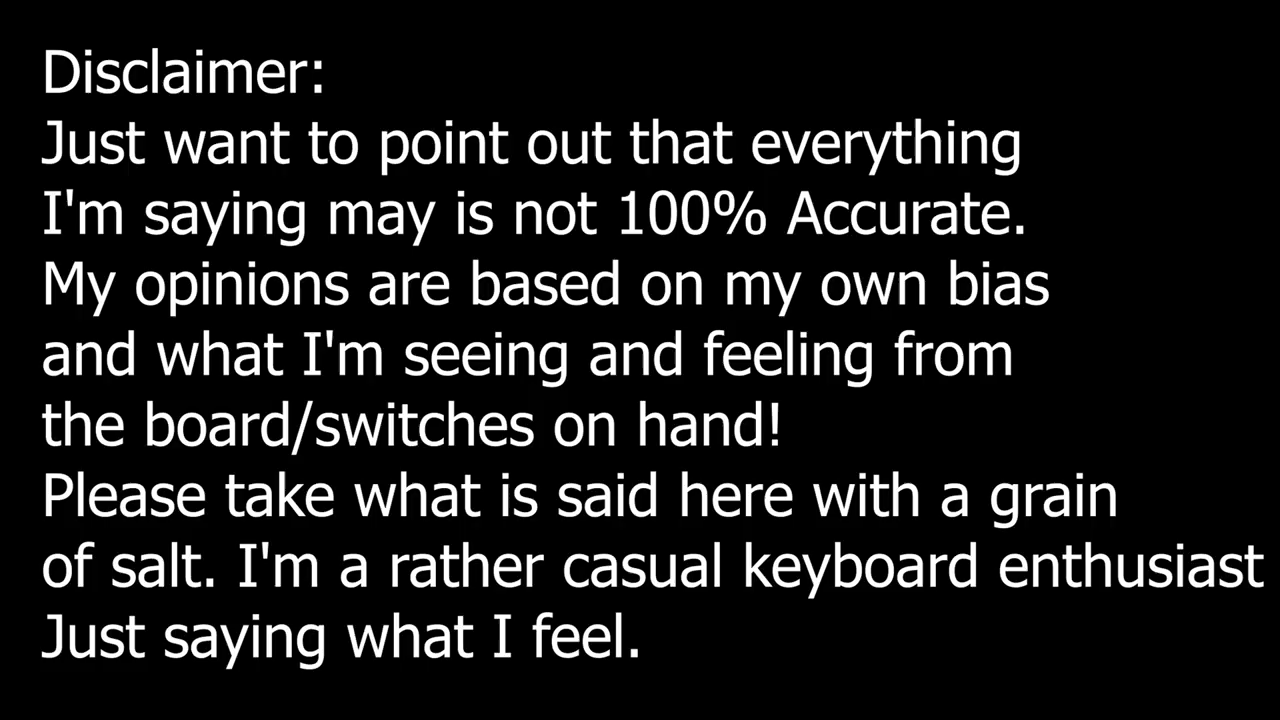 Disclaimer:
Just want to point out that everything
I'm saying may is not 100% Accurate.
My opinions are based on my own bias
and what I'm seeing and feeling from
the board/switches on hand!
Please take what is said here with a grain
of salt. I'm a rather casual keyboard enthusiast
Just saying what I feel.